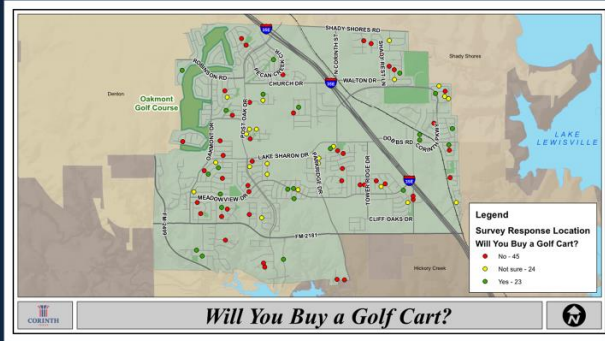 SHADY SHORES RD
Shady Shores
N CORINTH ST
SHADY REST LN
ROBINSON RD
WALTON DR
CHURCH DR
Denton
Oakmont
Golf Course
POST OAK DR
CORINTH PKWY
DOBBS RD
LAKE
LEWISVILLE
OAKMONT DR
LAKE SHARON DR
PARKRIDGE DR
TOWER RIDGE DR
MEADOWVIEW DR
CLIFF OAKS DR
FM-2499
FM-2181
Hickory Creek
Legend
Survey Response Location
Will You Buy a Golf Cart?
No - 45
Not sure - 24
Yes - 23
CORINTH
Will You Buy a Golf Cart?
N